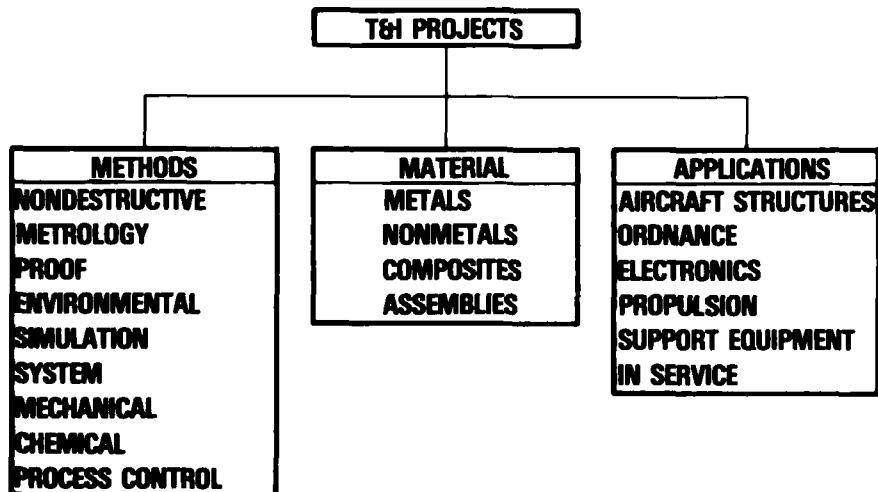 T&I PROJECTS
METHODS
NONDESTRUCTIVE
METROLOGY
PROOF
ENVIRONMENTAL
SIMULATION
SYSTEM
MECHANICAL
CHEMICAL
PROCESS CONTROL
MATERIAL
METALS
NONMETALS
COMPOSITES
ASSEMBLIES
APPLICATIONS
AIRCRAFT STRUCTURES
ORDNANCE
ELECTRONICS
PROPULSION
SUPPORT EQUIPMENT
IN SERVICE